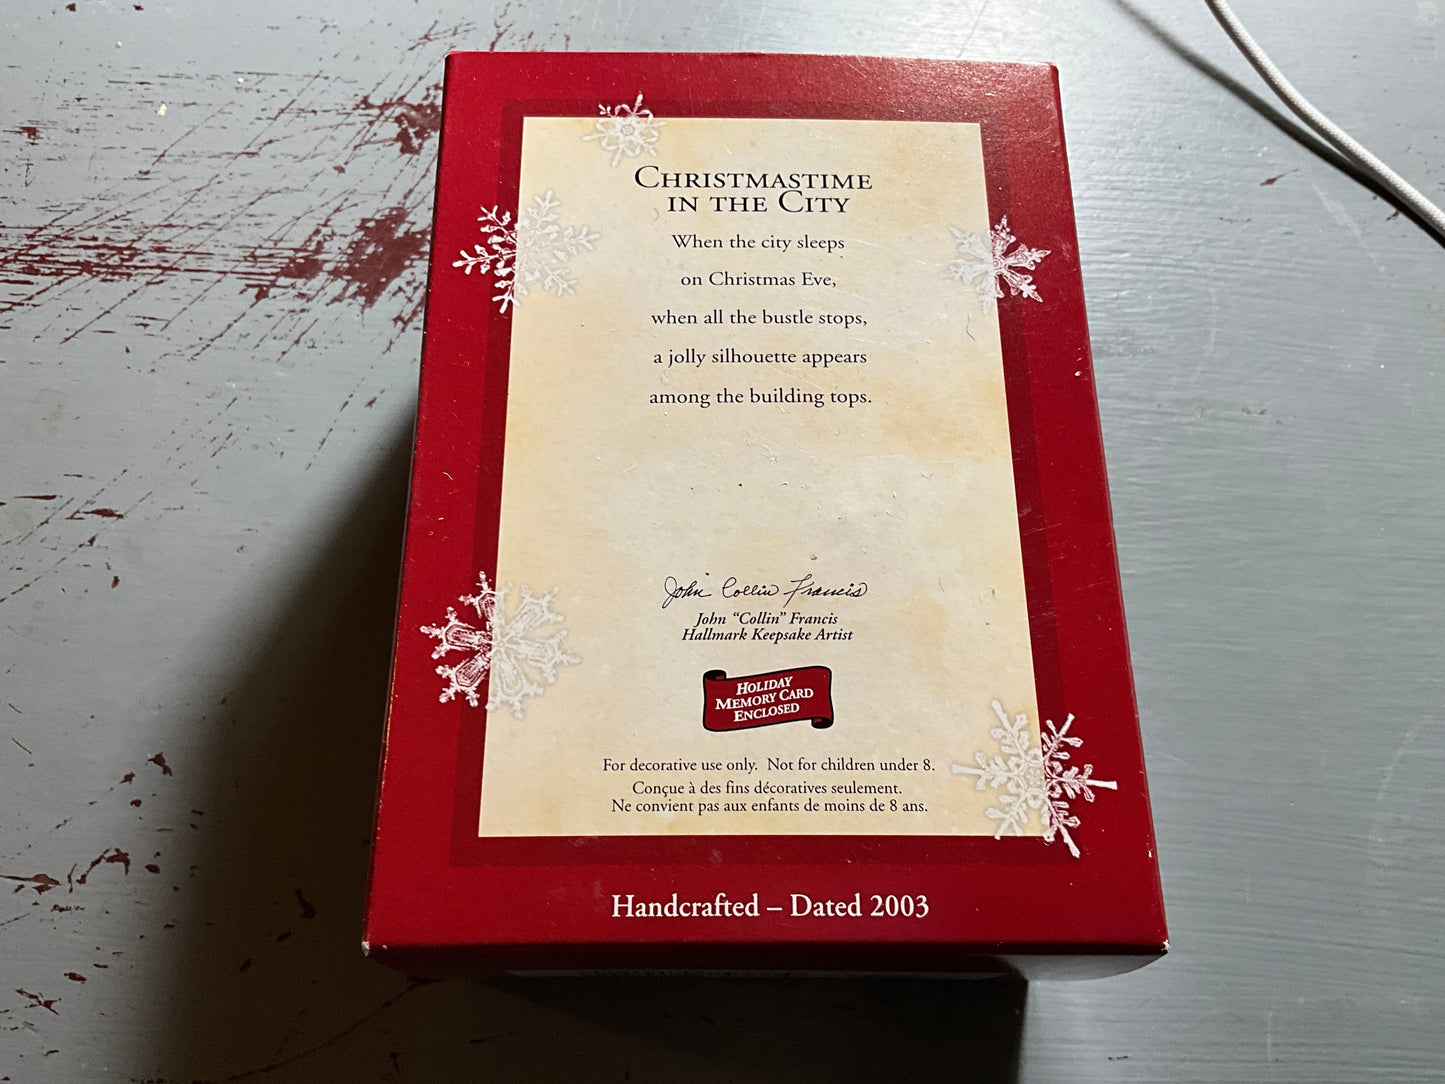 CHRISTMASTIME
IN THE CITY
When the city sleeps
on Christmas Eve,
when all the bustle stops,
a jolly silhouette appears
among the building tops.
John Collin Francis
John “Collin” Francis
Hallmark Keepsake Artist
HOLIDAY
MEMORY CARD
ENCLOSED
For decorative use only. Not for children under 8.
Conçue à des fins décoratives seulement.
Ne convient pas aux enfants de moins de 8 ans.
Handcrafted – Dated 2003